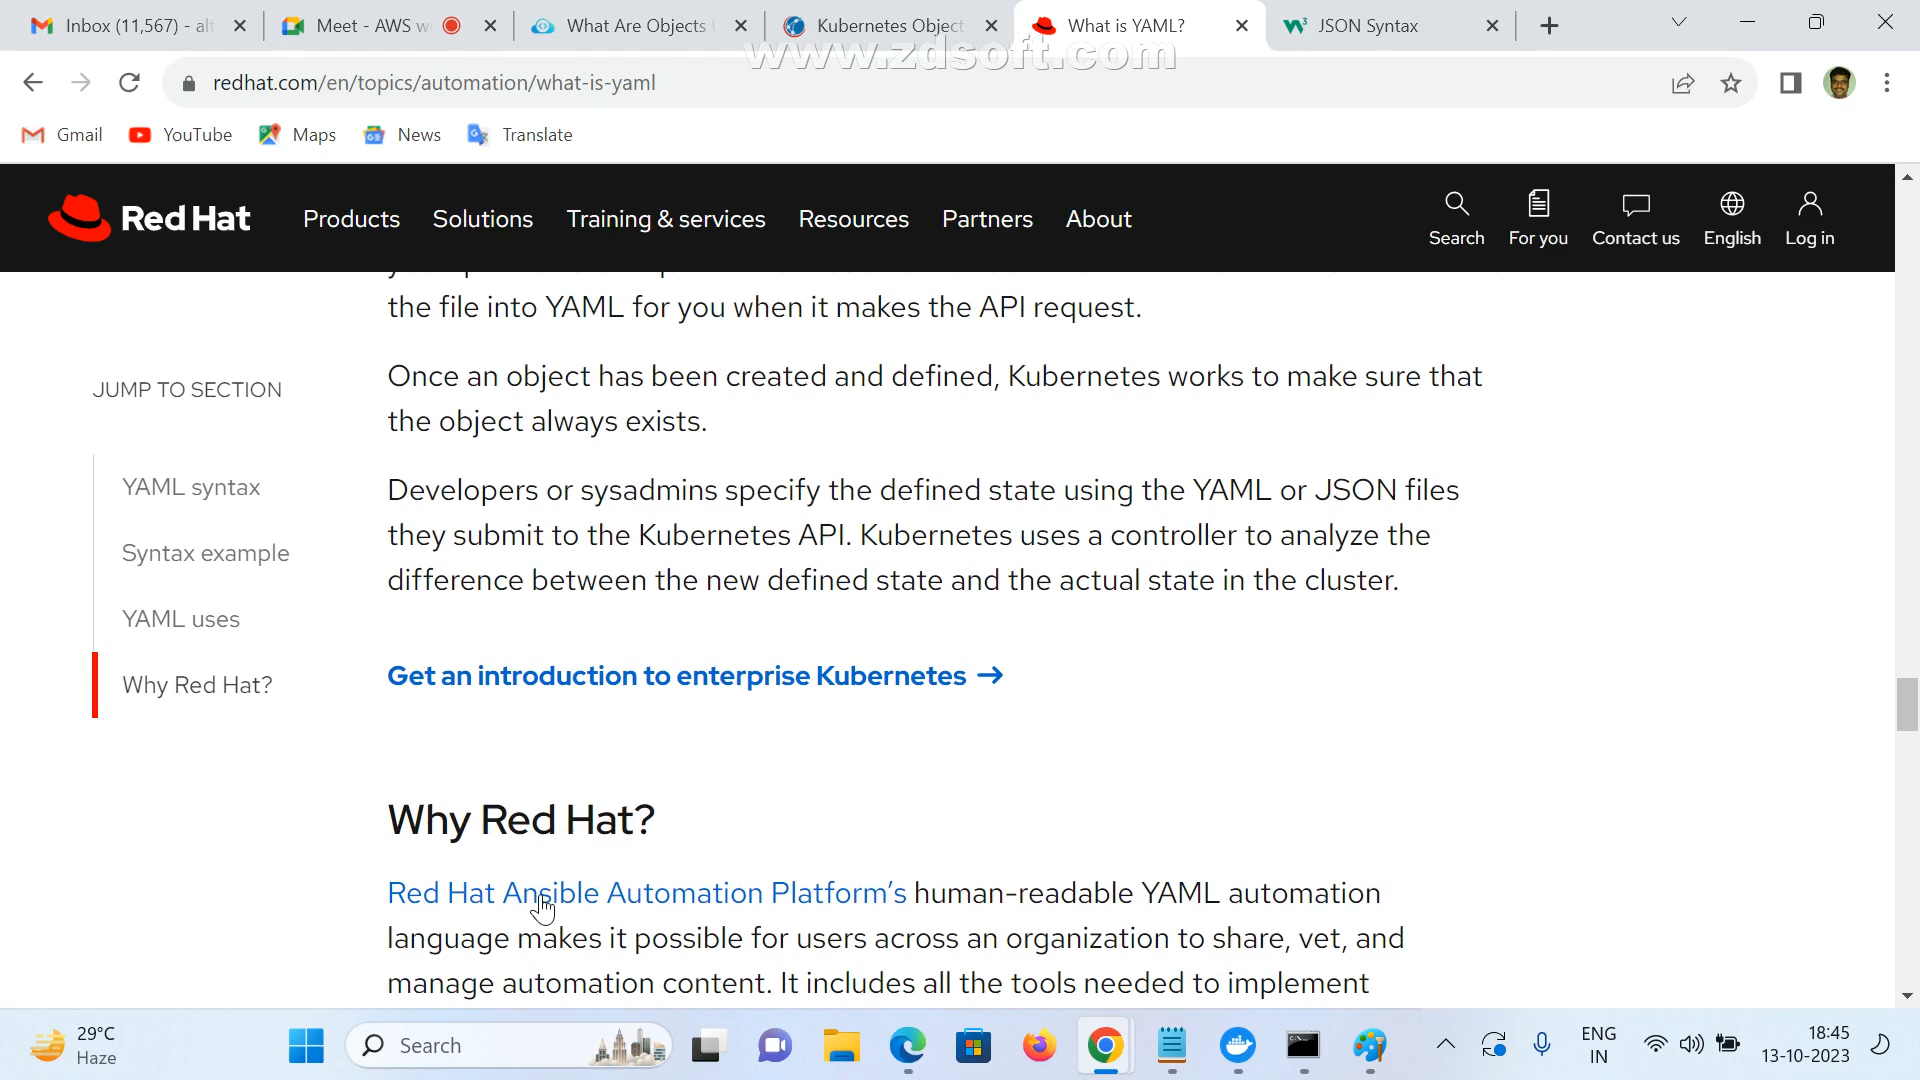 Inbox (11,567) - alt
Meet - AWS w
What Are Objects
Kubernetes Object
What is YAML?
JSON Syntax
www.zdsoft.com
redhat.com/en/topics/automation/what-is-yaml
Gmail
YouTube
Maps
News
Translate
Red Hat
Products
Solutions
Training & services
Resources
Partners
About
Search
For you
Contact us
English
Log in
the file into YAML for you when it makes the API request.
Once an object has been created and defined, Kubernetes works to make sure that
the object always exists.
JUMP TO SECTION
YAML syntax
Syntax example
YAML uses
Why Red Hat?
Developers or sysadmins specify the defined state using the YAML or JSON files
they submit to the Kubernetes API. Kubernetes uses a controller to analyze the
difference between the new defined state and the actual state in the cluster.
Get an introduction to enterprise Kubernetes →
Why Red Hat?
Red Hat Ansible Automation Platform’s human-readable YAML automation
language makes it possible for users across an organization to share, vet, and
manage automation content. It includes all the tools needed to implement
29°C
Haze
Search
ENG
IN
18:45
13-10-2023